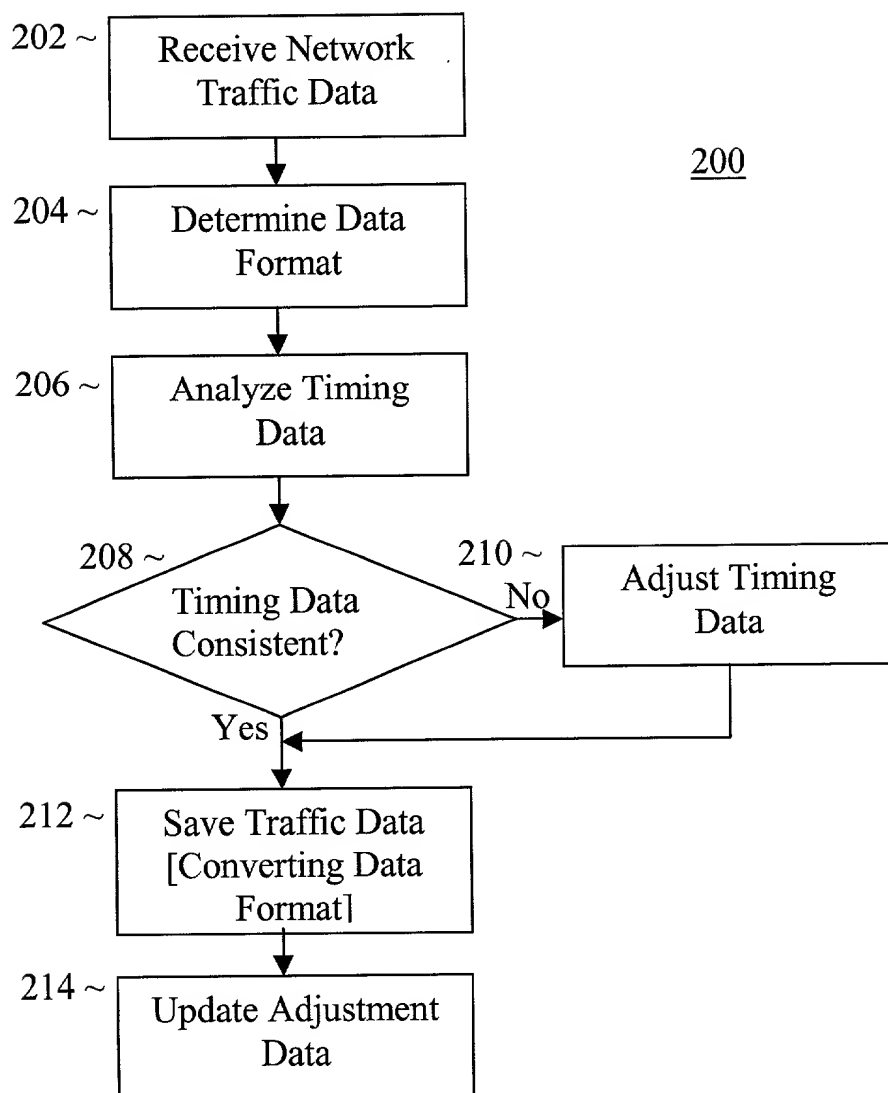 202 ~
Receive Network
Traffic Data
200
204 ~
Determine Data
Format
206 ~
Analyze Timing
Data
208 ~
Timing Data
Consistent?
No
210 ~
Adjust Timing
Data
Yes
212 ~
Save Traffic Data
[Converting Data
Format]
214 ~
Update Adjustment
Data